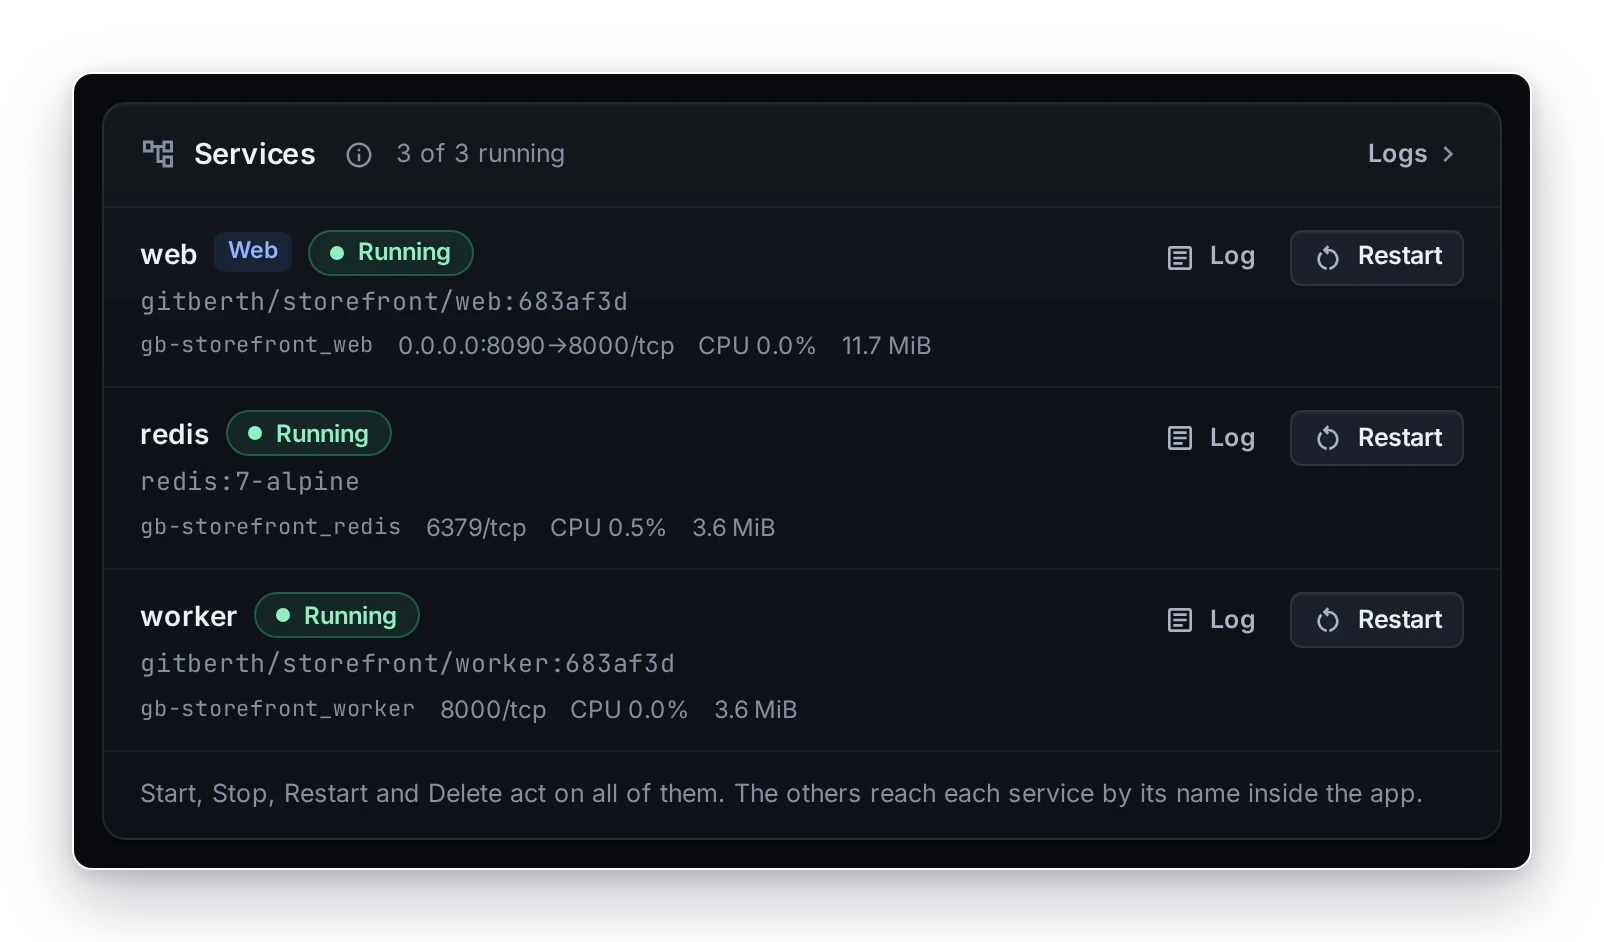 Services 3 of 3 running Logs
web Web Running Log Restart
gitberth/storefront/web:683af3d
gb-storefront_web 0.0.0.0:8090→8000/tcp CPU 0.0% 11.7 MiB
redis Running Log Restart
redis:7-alpine
gb-storefront_redis 6379/tcp CPU 0.5% 3.6 MiB
worker Running Log Restart
gitberth/storefront/worker:683af3d
gb-storefront_worker 8000/tcp CPU 0.0% 3.6 MiB
Start, Stop, Restart and Delete act on all of them. The others reach each service by its name inside the app.